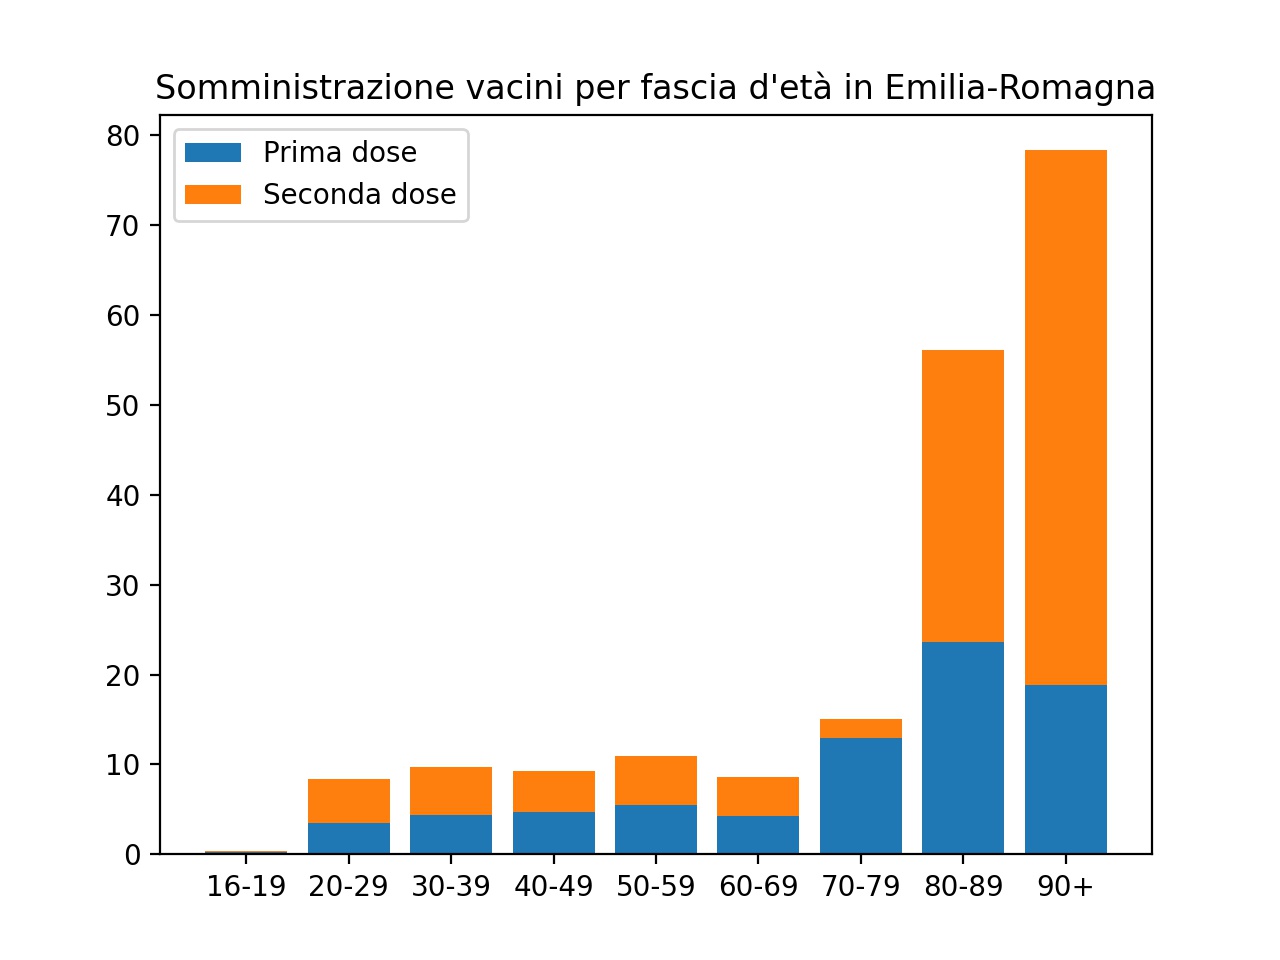 Somministrazione vacini per fascia d'età in Emilia-Romagna
Prima dose
Seconda dose
80
70
60
50
40
30
20
10
0
16-19 20-29 30-39 40-49 50-59 60-69 70-79 80-89 90+